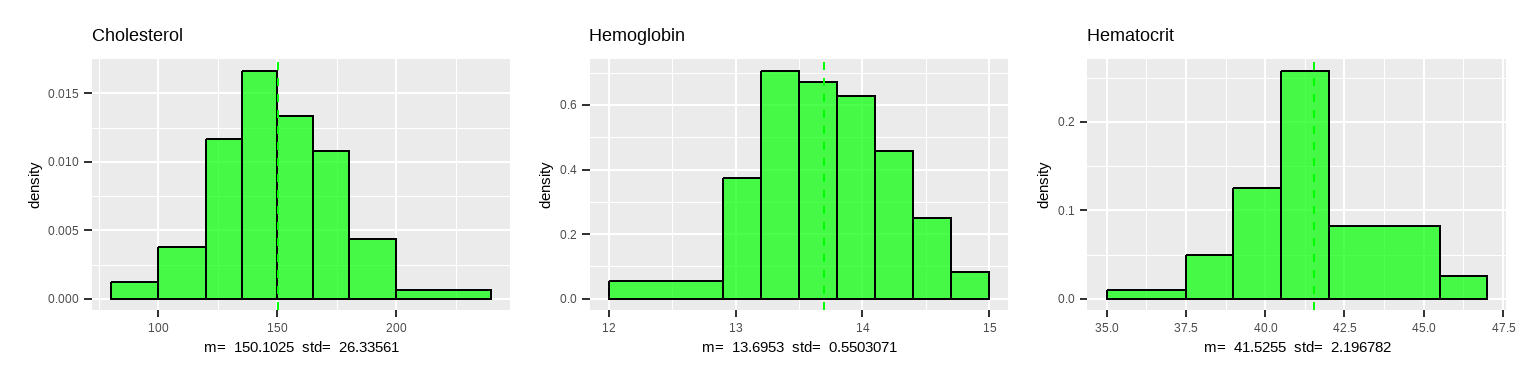 Cholesterol
density
0.015
0.010
0.005
0.000
100 150 200
m= 150.1025 std= 26.33561
Hemoglobin
density
0.6
0.4
0.2
0.0
12 13 14 15
m= 13.6953 std= 0.5503071
Hematocrit
density
0.2
0.1
0.0
35.0 37.5 40.0 42.5 45.0 47.5
m= 41.5255 std= 2.196782